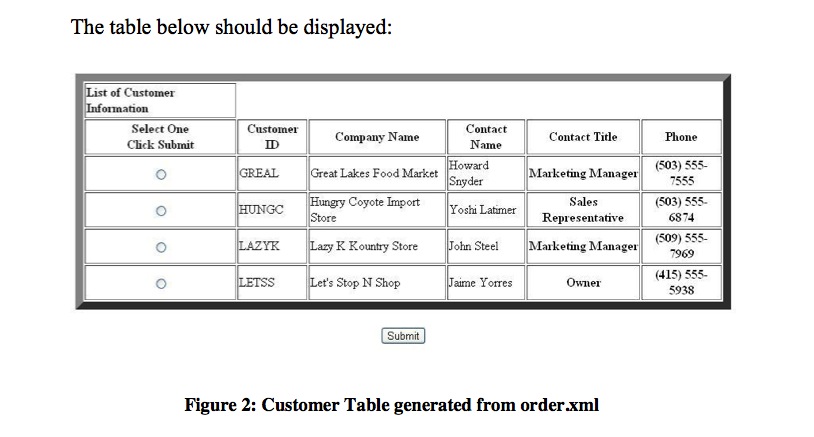 The table below should be displayed:
List of Customer
Information
Select One
Click Submit
Customer
ID
Company Name
Contact
Name
Contact Title
Phone
GREAL
Great Lakes Food Market
Howard
Snyder
Marketing Manager
(503) 555-
7555
HUNGC
Hungry Coyote Import
Store
Yoshi Latimer
Sales
Representative
(503) 555-
6874
LAZYK
Lazy K Kountry Store
John Steel
Marketing Manager
(509) 555-
7969
LETSS
Let's Stop N Shop
Jaime Yorres
Owner
(415) 555-
5938
Submit
Figure 2: Customer Table generated from order.xml